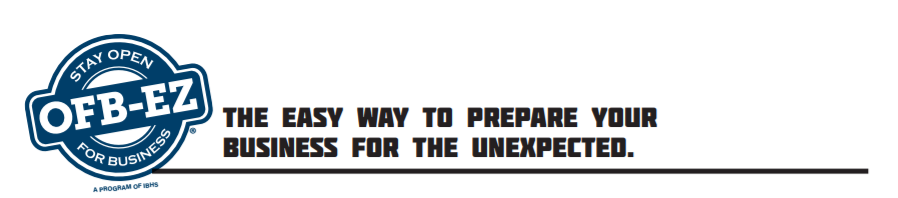 STAY OPEN
OFB-EZ®
FOR BUSINESS
A PROGRAM OF IBHS
THE EASY WAY TO PREPARE YOUR
BUSINESS FOR THE UNEXPECTED.